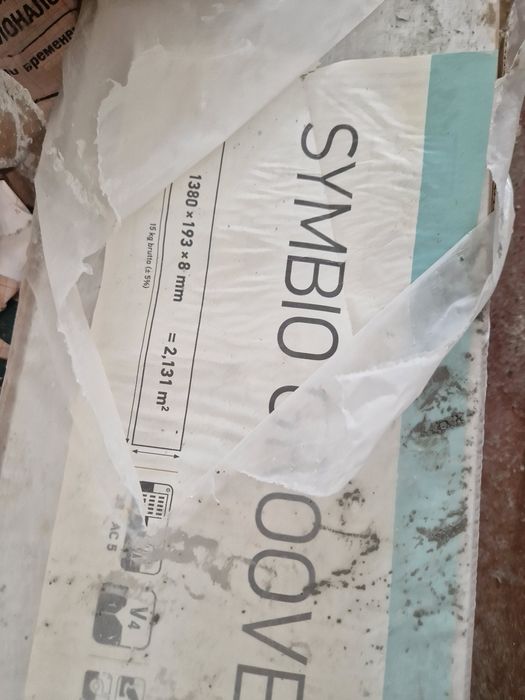 SYMBIO OOVE
1380 × 193 × 8 mm = 2,131 m²
15 kg brutto (± 5%)
AC 5
V4